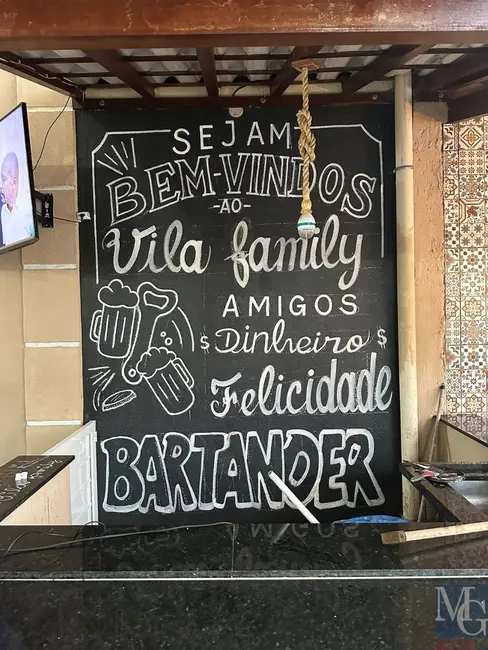 SEJAM
BEM-VINDOS
-AO-
Vila family
AMIGOS
$ Dinheiro $
Felicidade
BARTANDER
MG